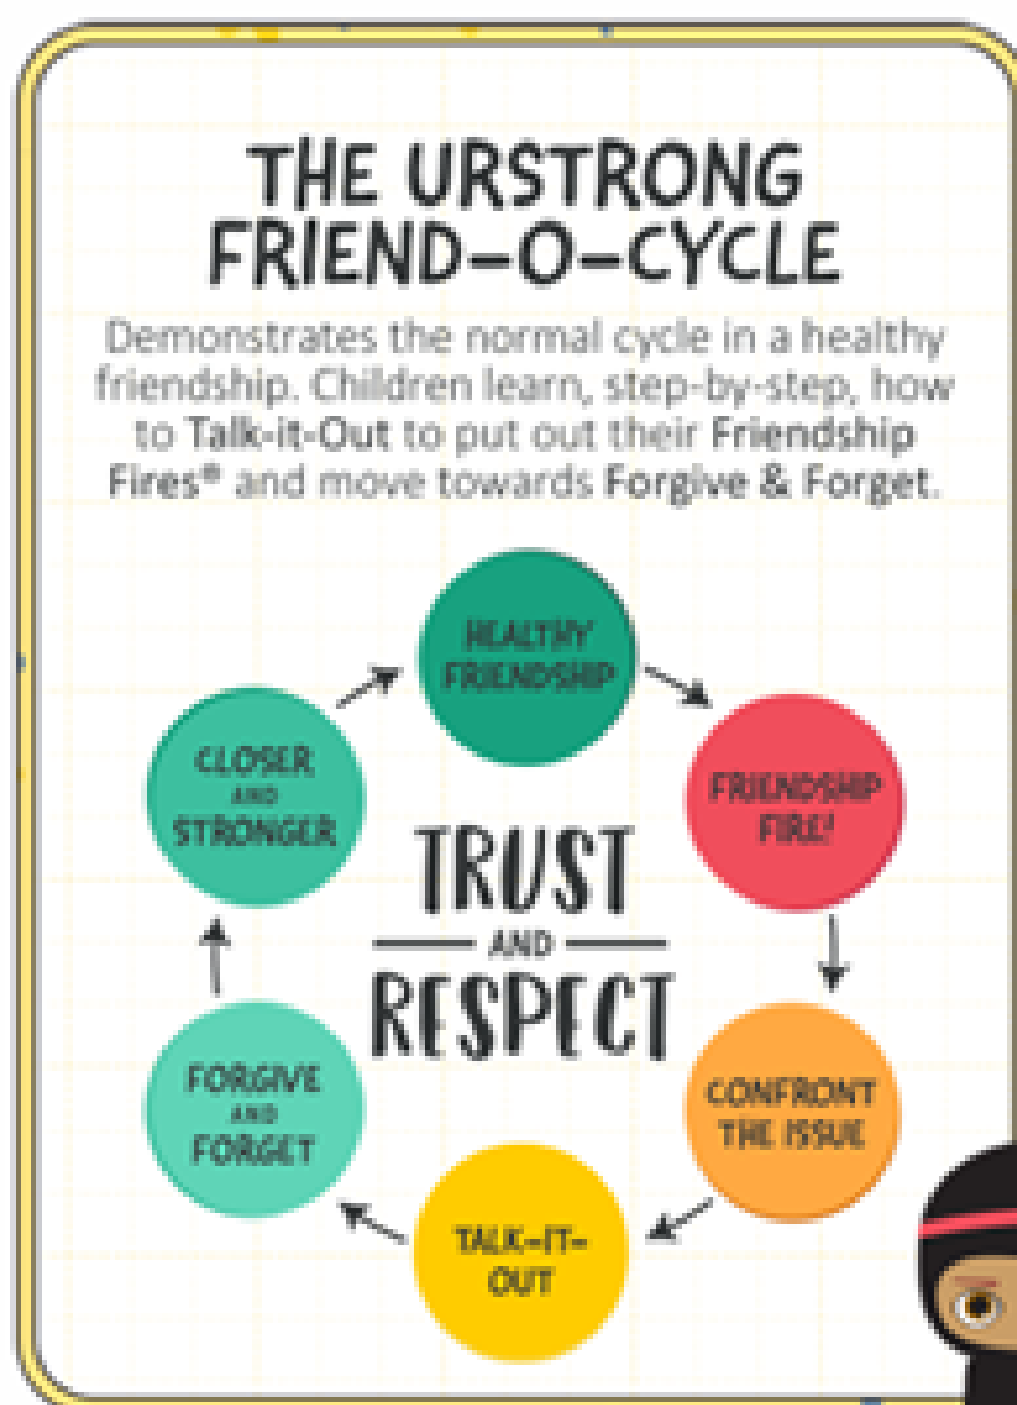 THE URSTRONG
FRIEND-O-CYCLE
Demonstrates the normal cycle in a healthy
friendship. Children learn, step-by-step, how
to Talk-it-Out to put out their Friendship
Fires® and move towards Forgive & Forget.
HEALTHY
FRIENDSHIP
FRIENDSHIP
FIRE!
CONFRONT
THE ISSUE
TALK-IT-
OUT
FORGIVE
AND
FORGET
CLOSER
AND
STRONGER
TRUST
AND
RESPECT